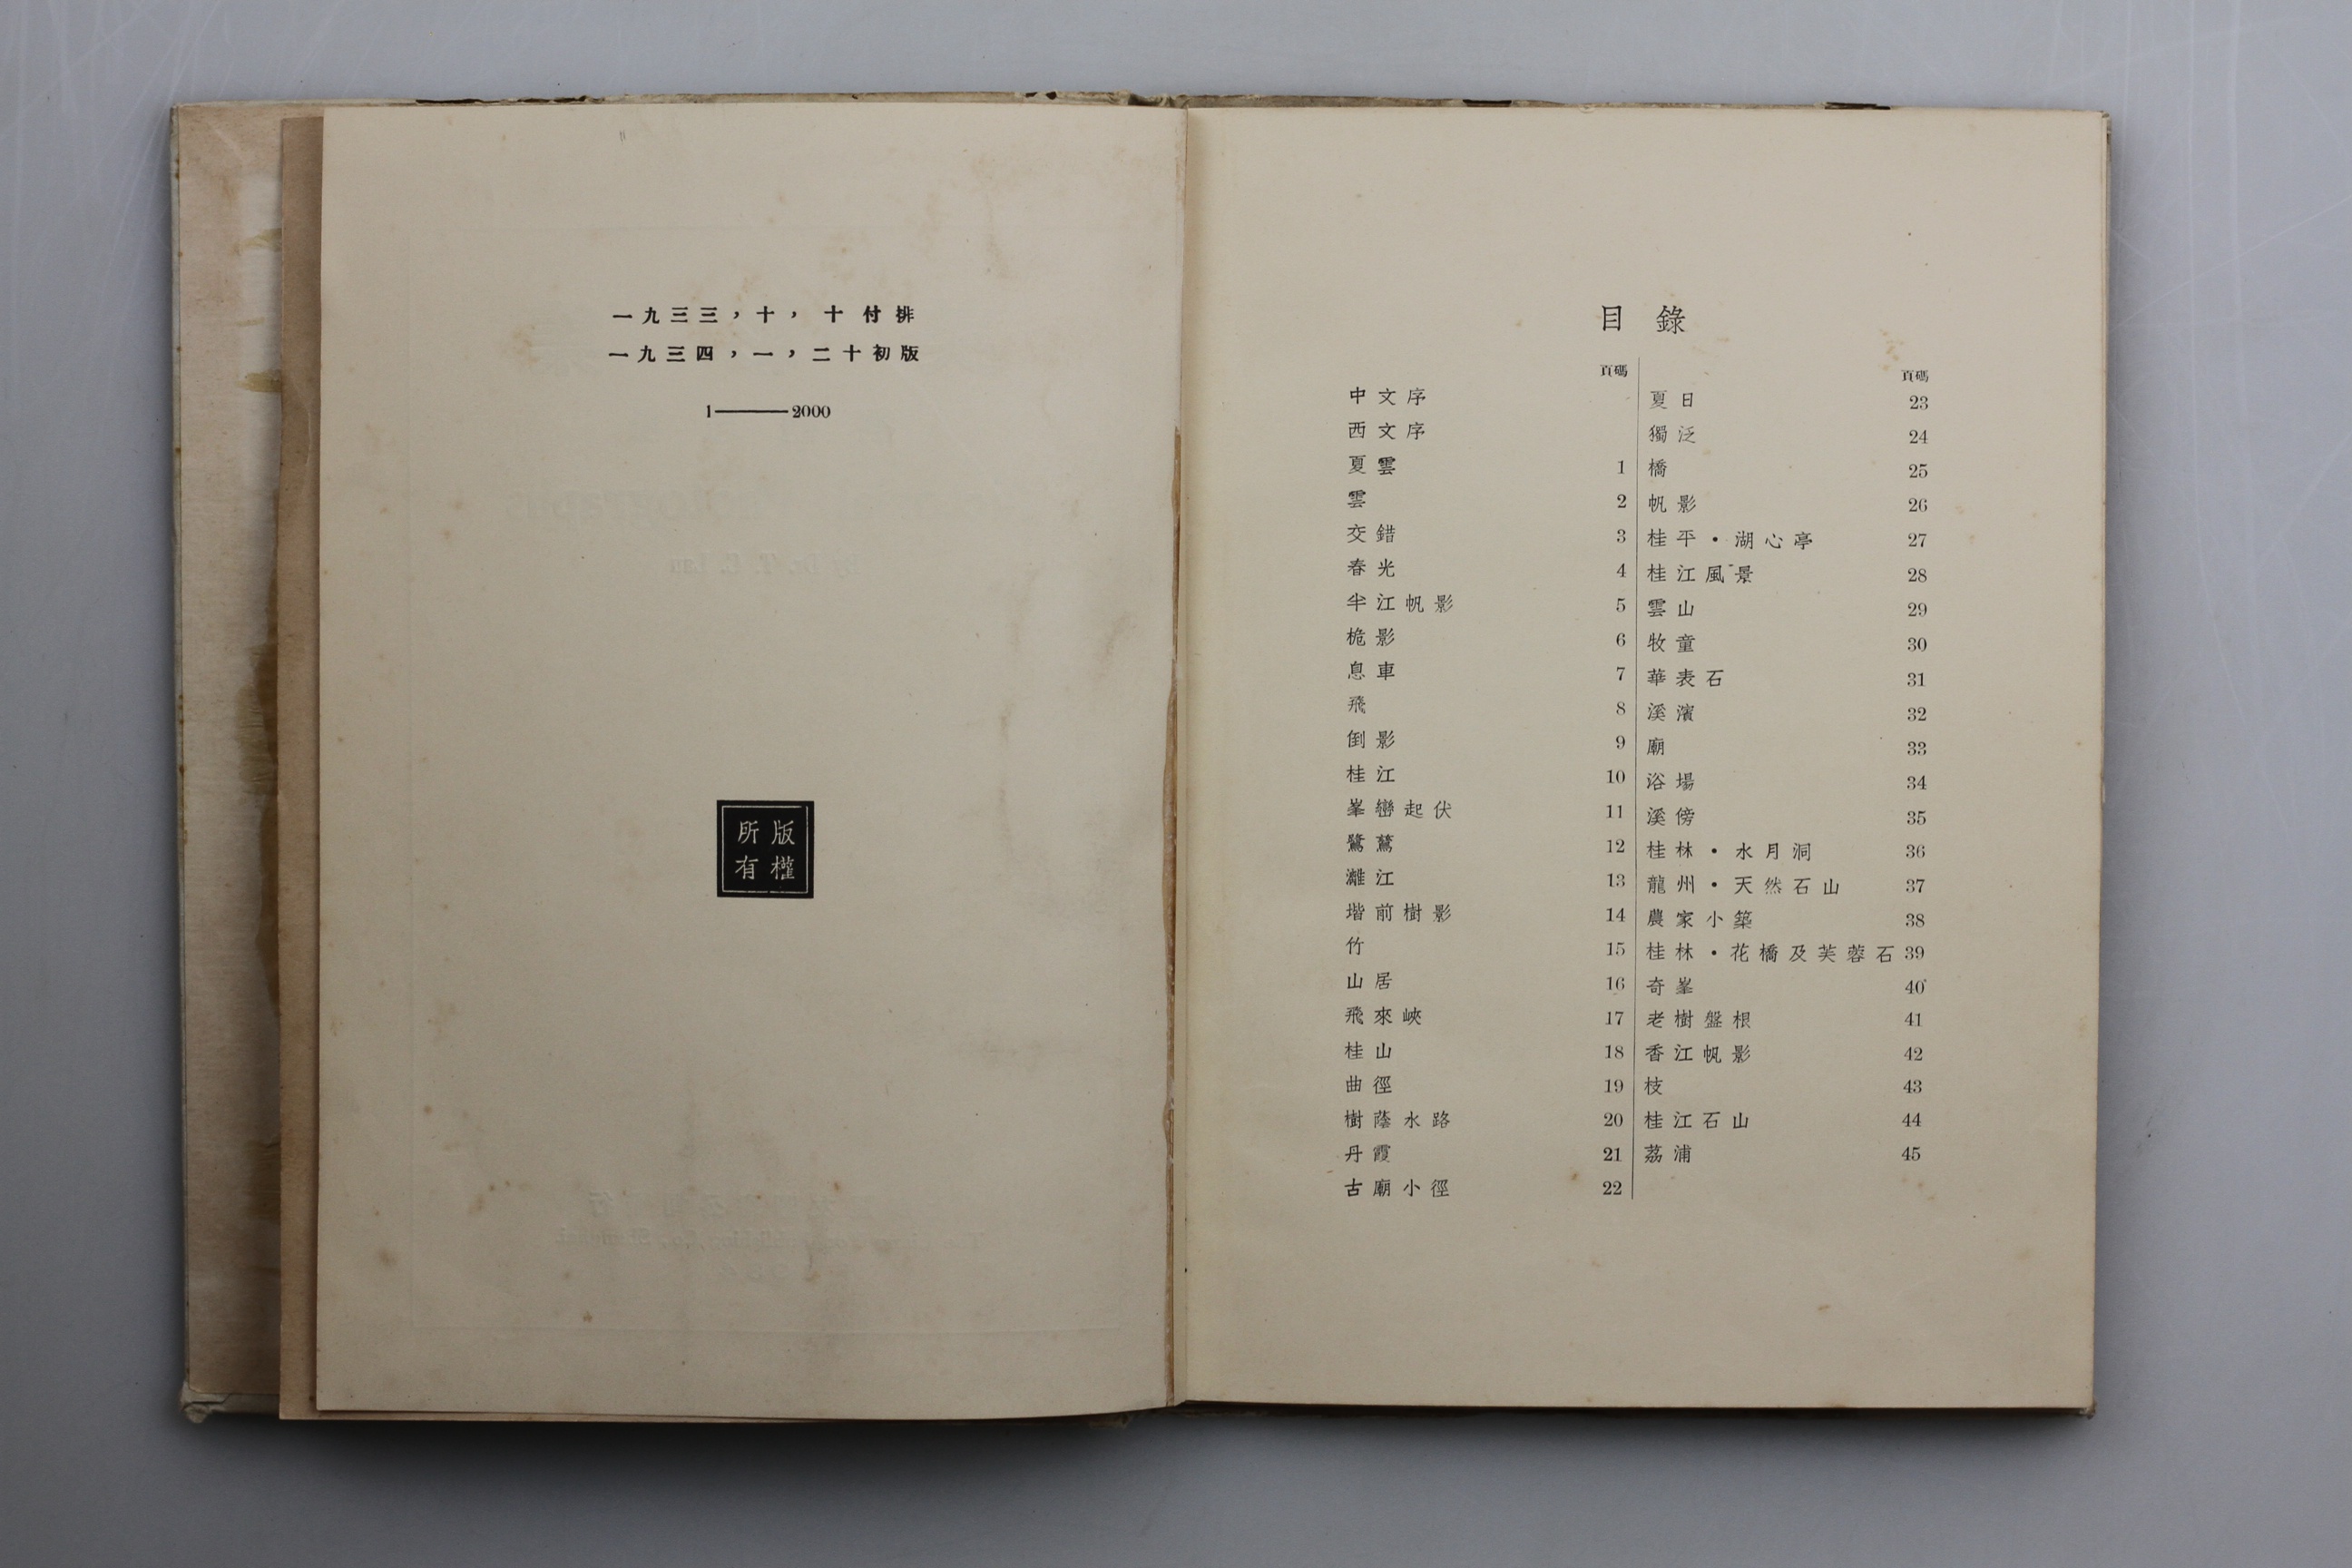 一九三三，十，十付排
一九三四，一，二十初版
1——2000
版權
所有
目錄
頁碼
中文序
西文序
夏雲 1
雲 2
交錯 3
春光 4
半江帆影 5
桅影 6
息車 7
飛 8
倒影 9
桂江 10
峯巒起伏 11
鷺鷥 12
灕江 13
堦前樹影 14
竹 15
山居 16
飛來峽 17
桂山 18
曲徑 19
樹蔭水路 20
丹霞 21
古廟小徑 22
頁碼
夏日 23
獨泛 24
橋 25
帆影 26
桂平・湖心亭 27
桂江風景 28
雲山 29
牧童 30
華表石 31
溪濱 32
廟 33
浴場 34
溪傍 35
桂林・水月洞 36
龍州・天然石山 37
農家小築 38
桂林・花橋及芙蓉石 39
奇峯 40
老樹盤根 41
香江帆影 42
枝 43
桂江石山 44
荔浦 45